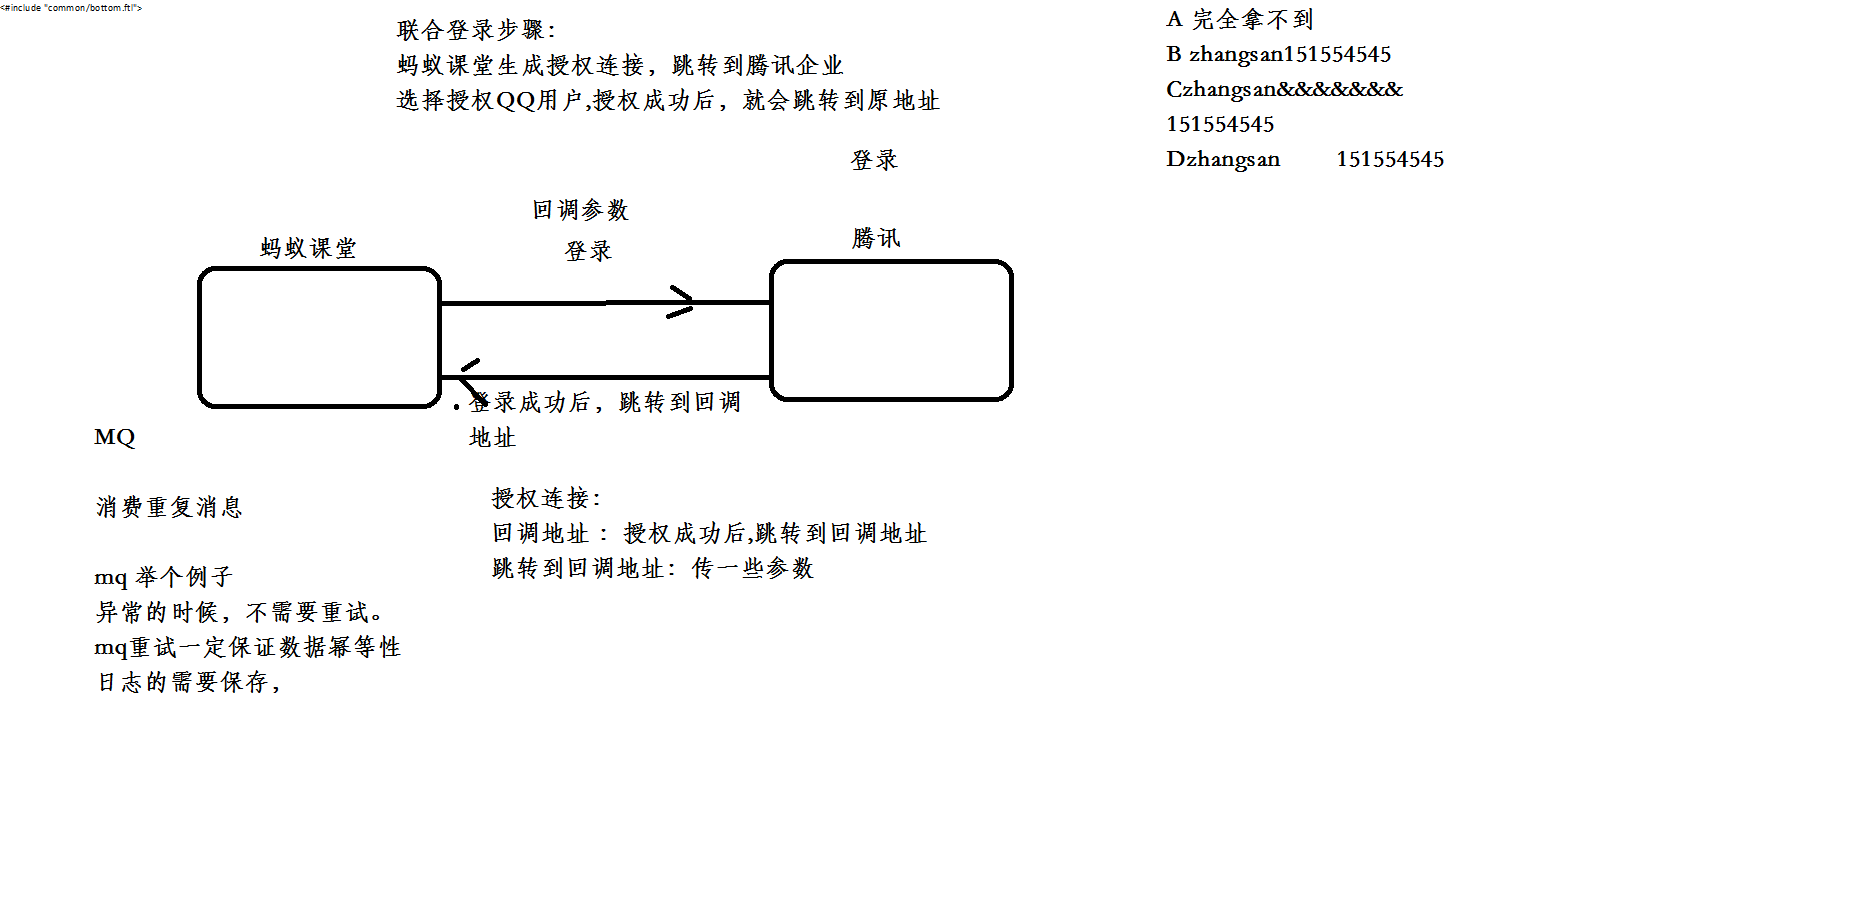 <#include "common/bottom.ftl">
联合登录步骤：
蚂蚁课堂生成授权连接，跳转到腾讯企业
选择授权QQ用户,授权成功后，就会跳转到原地址
A 完全拿不到
B zhangsan151554545
Czhangsan&&&&&&&
151554545
Dzhangsan 151554545
登录
回调参数
登录
蚂蚁课堂
腾讯
登录成功后，跳转到回调
地址
MQ
消费重复消息
mq 举个例子
异常的时候，不需要重试。
mq重试一定保证数据幂等性
日志的需要保存，
授权连接：
回调地址 ：授权成功后,跳转到回调地址
跳转到回调地址：传一些参数